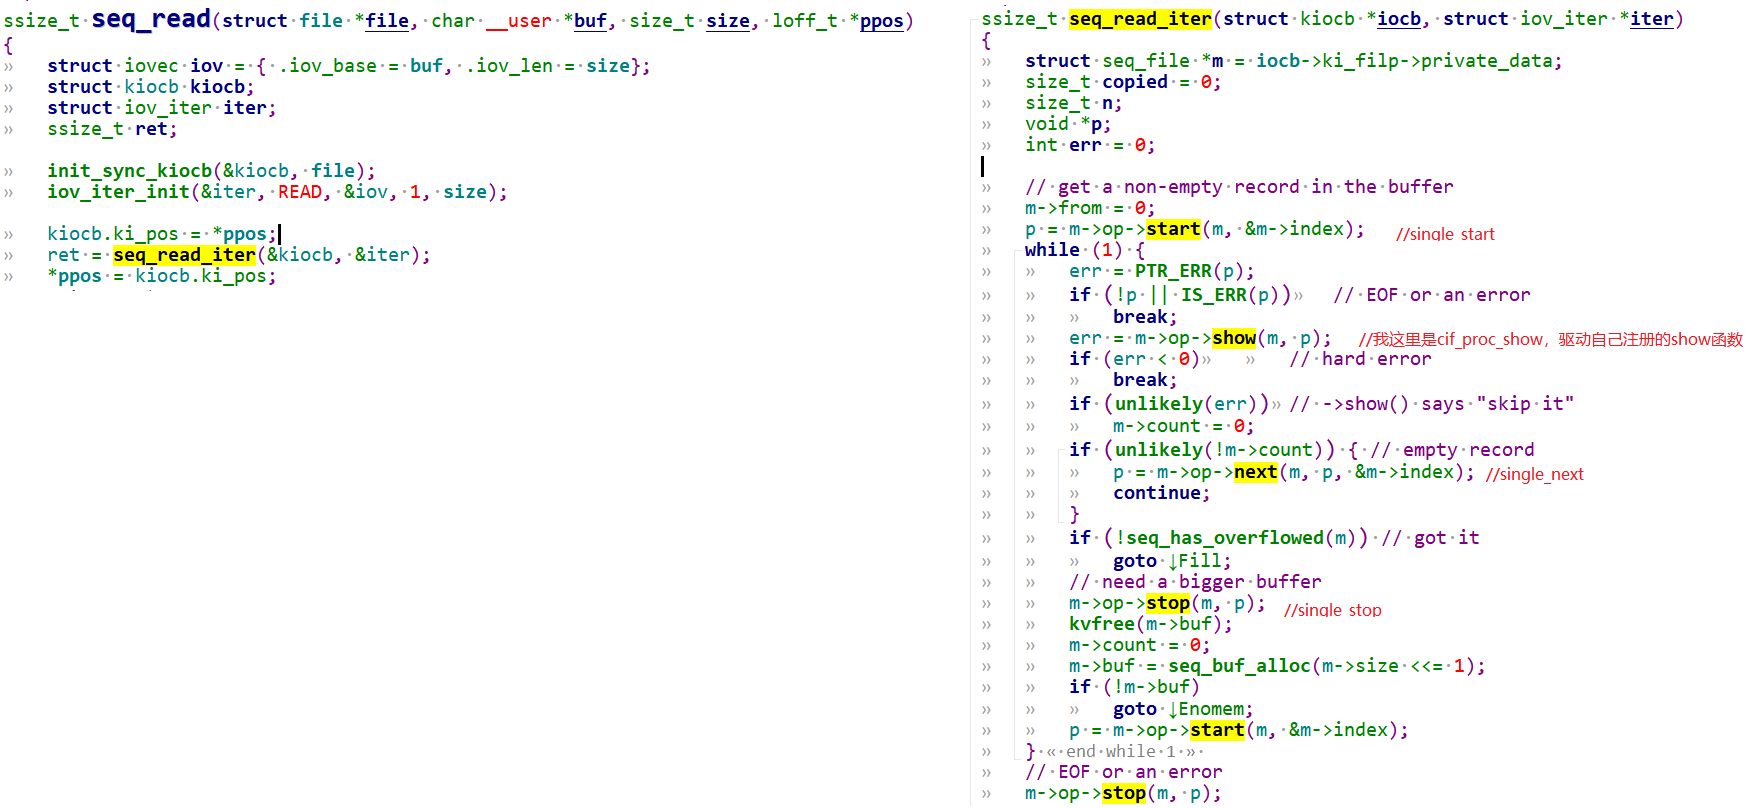 ssize_t seq_read(struct file *file, char __user *buf, size_t size, loff_t *ppos)
{
» struct iovec iov = { .iov_base = buf, .iov_len = size};
» struct kiocb kiocb;
» struct iov_iter iter;
» ssize_t ret;
» init_sync_kiocb(&kiocb, file);
» iov_iter_init(&iter, READ, &iov, 1, size);
» kiocb.ki_pos = *ppos;
» ret = seq_read_iter(&kiocb, &iter);
» *ppos = kiocb.ki_pos;
ssize_t seq_read_iter(struct kiocb *iocb, struct iov_iter *iter)
{
» struct seq_file *m = iocb->ki_filp->private_data;
» size_t copied = 0;
» size_t n;
» void *p;
» int err = 0;
» // get a non-empty record in the buffer
» m->from = 0;
» p = m->op->start(m, &m->index); //single start
» while (1) {
» » err = PTR_ERR(p);
» » if (!p || IS_ERR(p))» // EOF or an error
» » » break;
» » err = m->op->show(m, p); //我这里是cif_proc_show，驱动自己注册的show函数
» » if (err < 0)» » // hard error
» » » break;
» » if (unlikely(err))» // ->show() says "skip it"
» » » m->count = 0;
» » if (unlikely(!m->count)) { // empty record
» » » p = m->op->next(m, p, &m->index); //single_next
» » » continue;
» » }
» » if (!seq_has_overflowed(m)) // got it
» » » goto ↓Fill;
» » // need a bigger buffer
» » m->op->stop(m, p); //single stop
» » kvfree(m->buf);
» » m->count = 0;
» » m->buf = seq_buf_alloc(m->size <<= 1);
» » if (!m->buf)
» » » goto ↓Enomem;
» » p = m->op->start(m, &m->index);
» } « end while 1 »
» // EOF or an error
» m->op->stop(m, p);